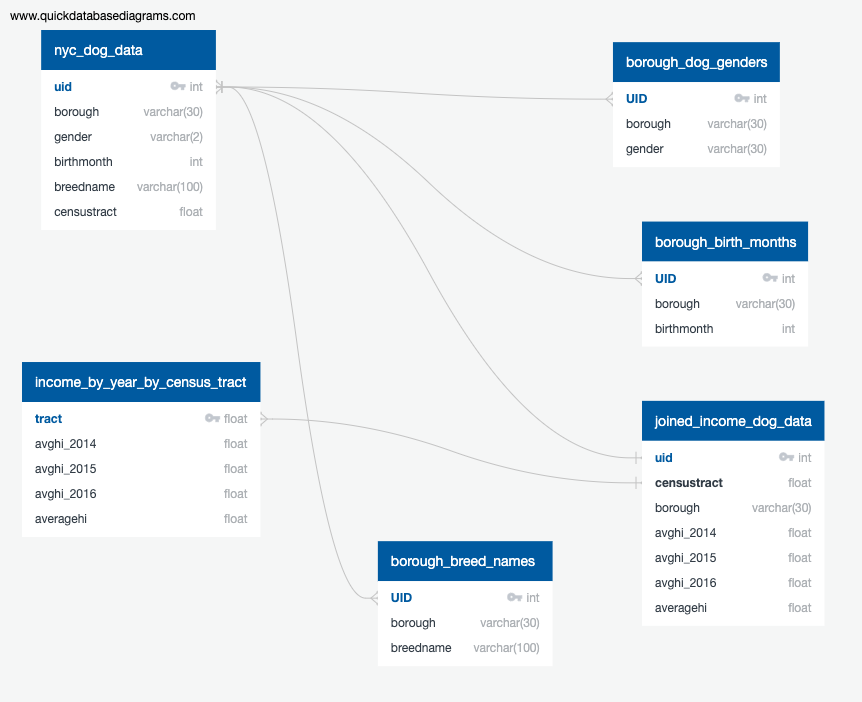 www.quickdatabasediagrams.com
nyc_dog_data
uid int
borough varchar(30)
gender varchar(2)
birthmonth int
breedname varchar(100)
censustract float
borough_dog_genders
UID int
borough varchar(30)
gender varchar(30)
borough_birth_months
UID int
borough varchar(30)
birthmonth int
income_by_year_by_census_tract
tract float
avghi_2014 float
avghi_2015 float
avghi_2016 float
averagehi float
joined_income_dog_data
uid int
censustract float
borough varchar(30)
avghi_2014 float
avghi_2015 float
avghi_2016 float
averagehi float
borough_breed_names
UID int
borough varchar(30)
breedname varchar(100)